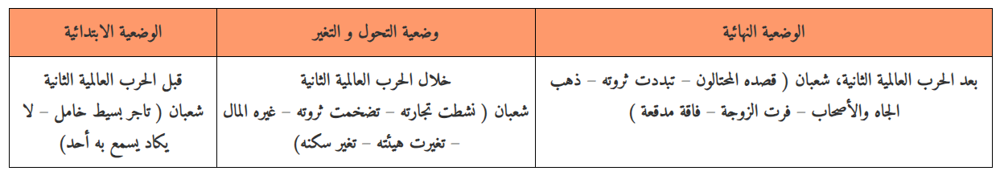 الوضعية الابتدائية
وضعية التحول و التغير
الوضعية النهائية
قبل الحرب العالمية الثانية
شعبان ( تاجر بسيط خامل – لا
يكاد يسمع به أحد)
خلال الحرب العالمية الثانية
شعبان ( نشطت تجارته – تضخمت ثروته – غيره المال
– تغيرت هيئته – تغير سكنه)
بعد الحرب العالمية الثانية، شعبان ( قصده المحتالون – تبددت ثروته – ذهب
الجاه والأصحاب – فرت الزوجة – فاقة مدقعة )